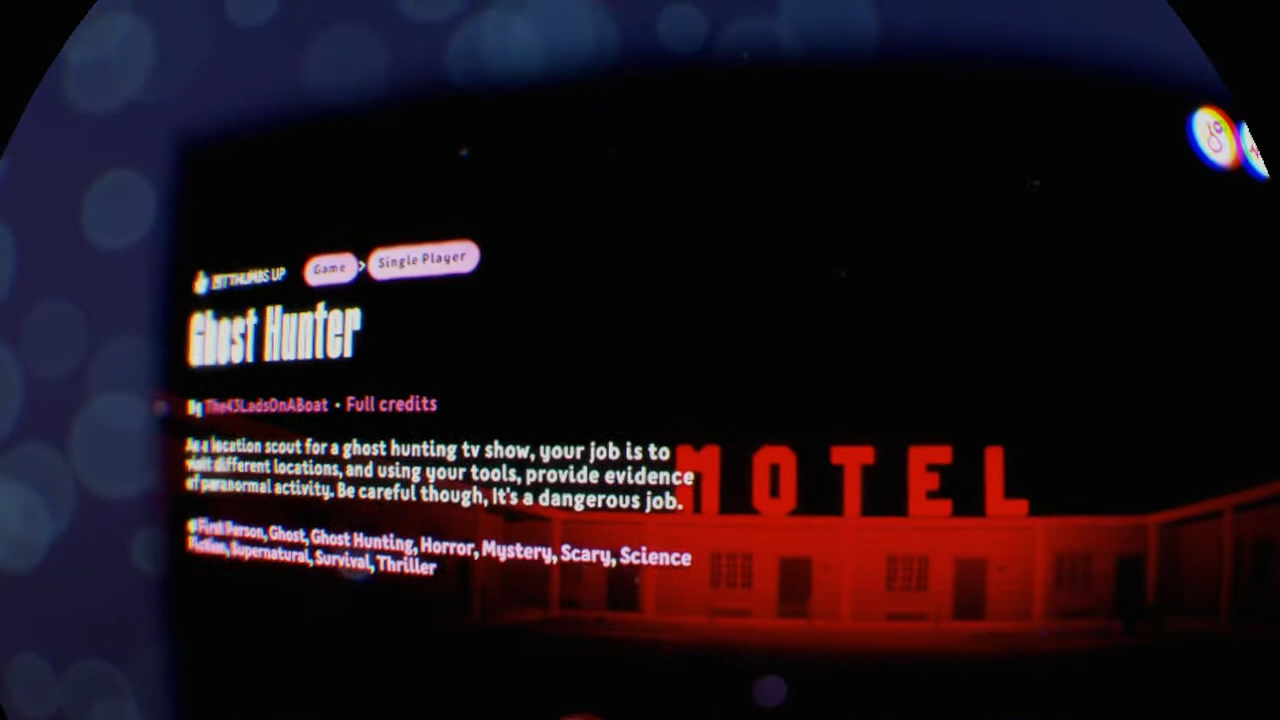 THUMBS UP
Game > Single Player
Ghost Hunter
By The43LadsOnABoat • Full credits
As a location scout for a ghost hunting tv show, your job is to
visit different locations, and using your tools, provide evidence
of paranormal activity. Be careful though, It's a dangerous job.
First Person, Ghost, Ghost Hunting, Horror, Mystery, Scary, Science
Fiction, Supernatural, Survival, Thriller
MOTEL